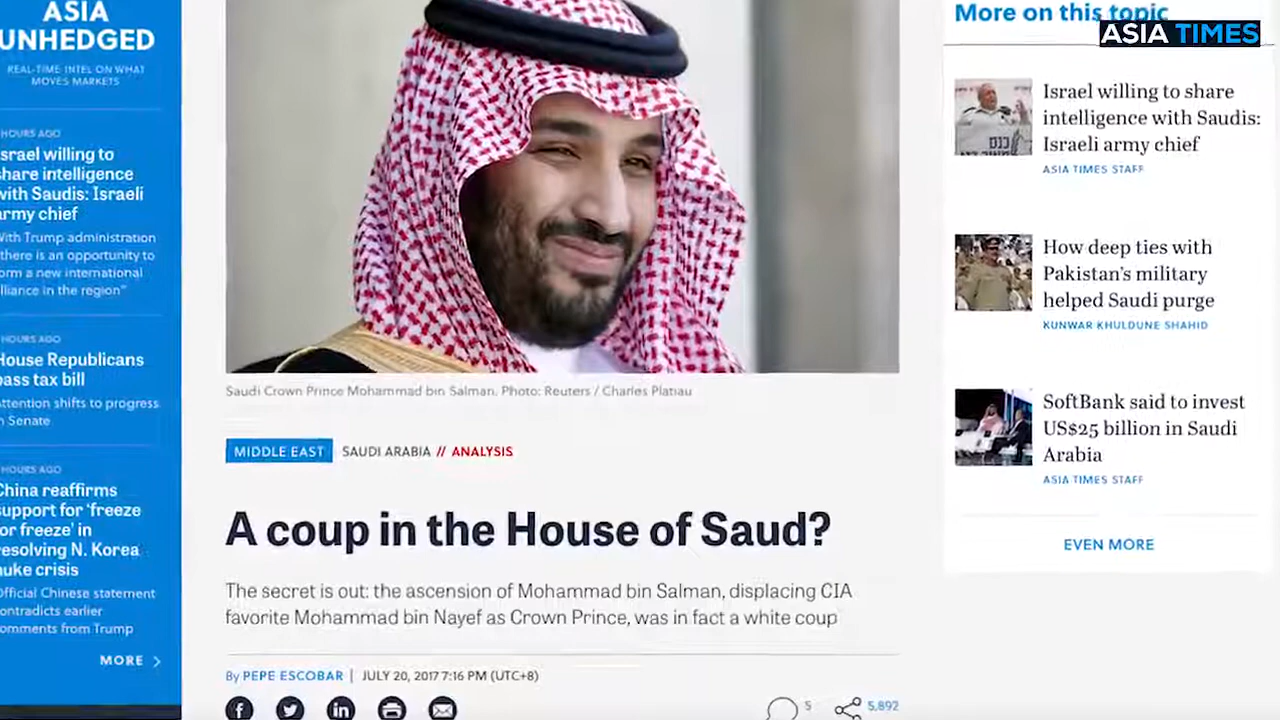 ASIA
UNHEDGED
REAL-TIME INTEL ON WHAT
MOVES MARKETS
HOURS AGO
srael willing to
share intelligence
with Saudis: Israeli
army chief
With Trump administration
there is an opportunity to
orm a new international
lliance in the region"
HOURS AGO
House Republicans
pass tax bill
ttention shifts to progress
n Senate
HOURS AGO
China reaffirms
support for 'freeze
or freeze' in
resolving N. Korea
nuke crisis
Official Chinese statement
ontradicts earlier
omments from Trump
MORE
Saudi Crown Prince Mohammad bin Salman. Photo: Reuters / Charles Platiau
MIDDLE EAST SAUDI ARABIA // ANALYSIS
A coup in the House of Saud?
The secret is out: the ascension of Mohammad bin Salman, displacing CIA
favorite Mohammad bin Nayef as Crown Prince, was in fact a white coup
By PEPE ESCOBAR | JULY 20, 2017 7:16 PM (UTC+8)
5 5,892
More on this topic
ASIA TIMES
Israel willing to share
intelligence with Saudis:
Israeli army chief
ASIA TIMES STAFF
How deep ties with
Pakistan's military
helped Saudi purge
KUNWAR KHULDUNE SHAHID
SoftBank said to invest
US$25 billion in Saudi
Arabia
ASIA TIMES STAFF
EVEN MORE